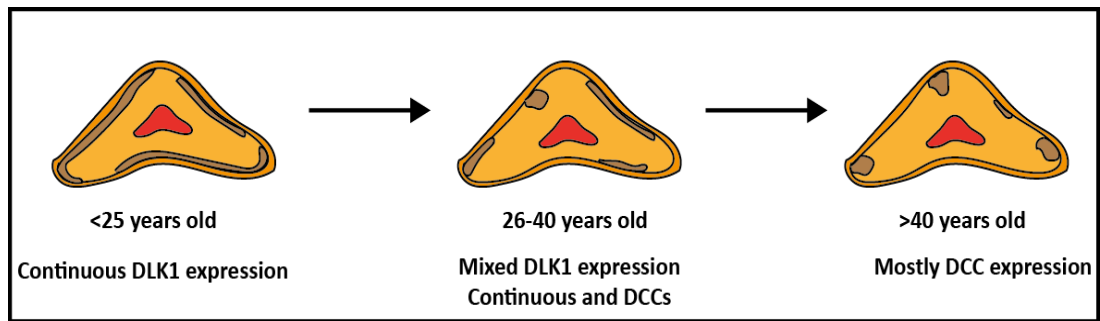 <25 years old
26-40 years old
>40 years old
Continuous DLK1 expression
Mixed DLK1 expression
Continuous and DCCs
Mostly DCC expression